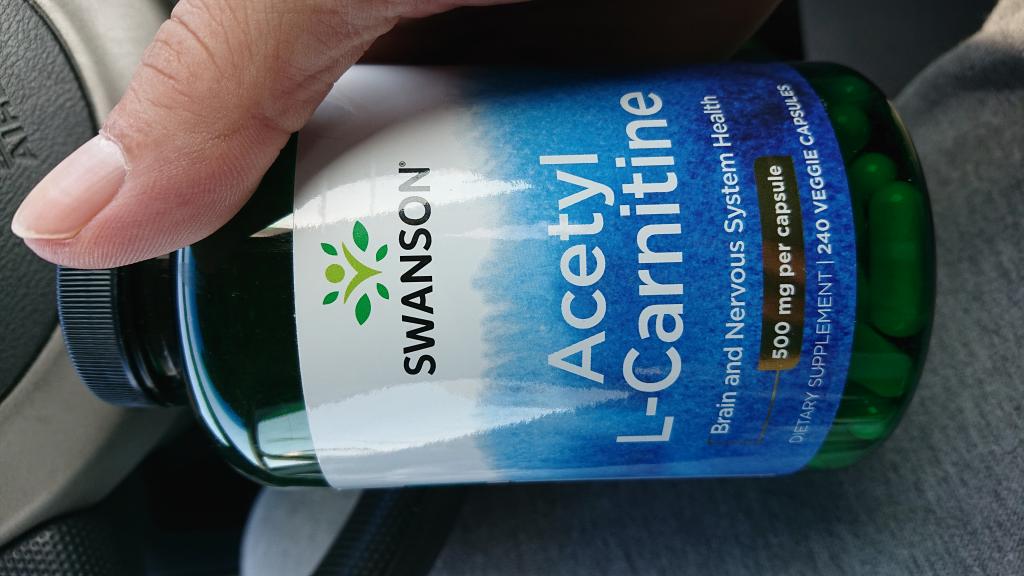 SWANSON®
Acetyl
L-Carnitine
Brain and Nervous System Health
500 mg per capsule
DIETARY SUPPLEMENT | 240 VEGGIE CAPSULES